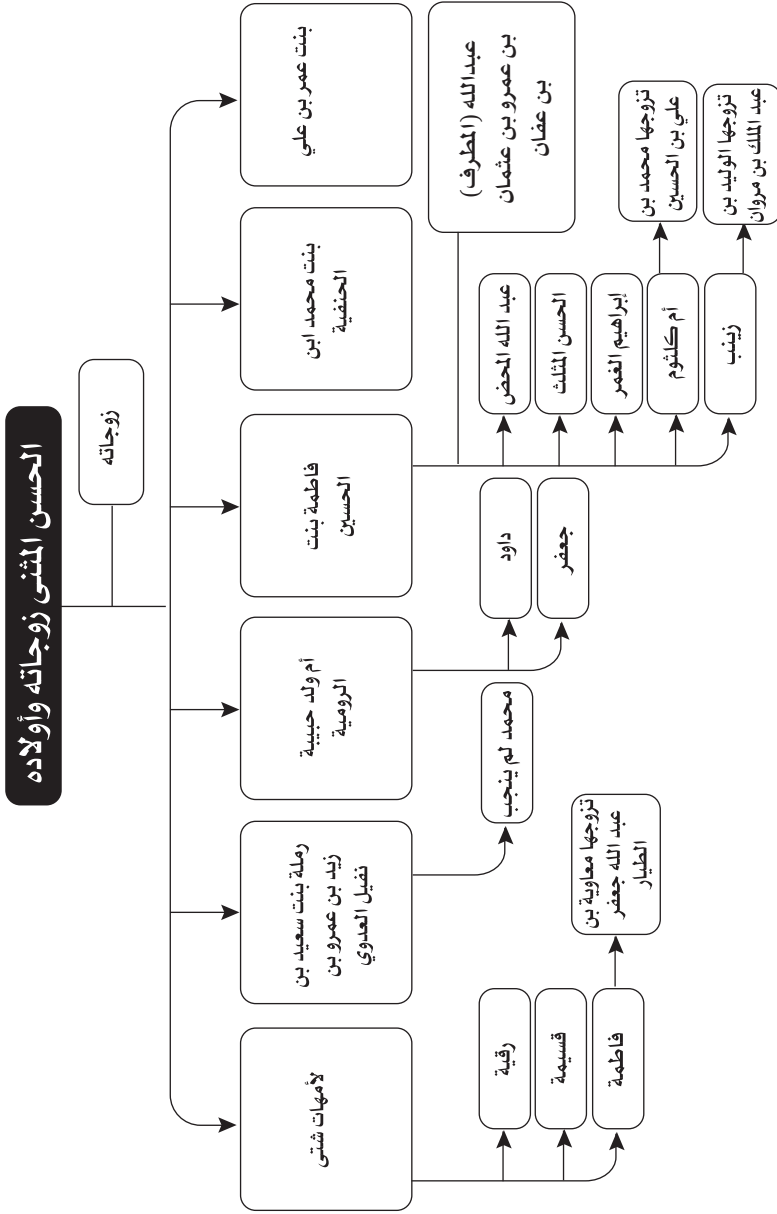 الحسن المثنى زوجاته وأولاده
زوجاته
بنت عمر بن علي
بنت محمد ابن
الحنفية
فاطمة بنت
الحسين
أم ولد حبيبة
الرومية
رملة بنت سعيد بن
زيد بن عمرو بن
نفيل العدوي
لأمهات شتى
عبدالله (المطرف)
بن عمرو بن عثمان
بن عفان
عبد الله المحض
الحسن المثلث
إبراهيم الغمر
أم كلثوم
تزوجها محمد بن
علي بن الحسين
زينب
تزوجها الوليد بن
عبد الملك بن مروان
داود
جعفر
محمد لم ينجب
رقية
قسيمة
فاطمة
تزوجها معاوية بن
عبد الله جعفر
الطيار